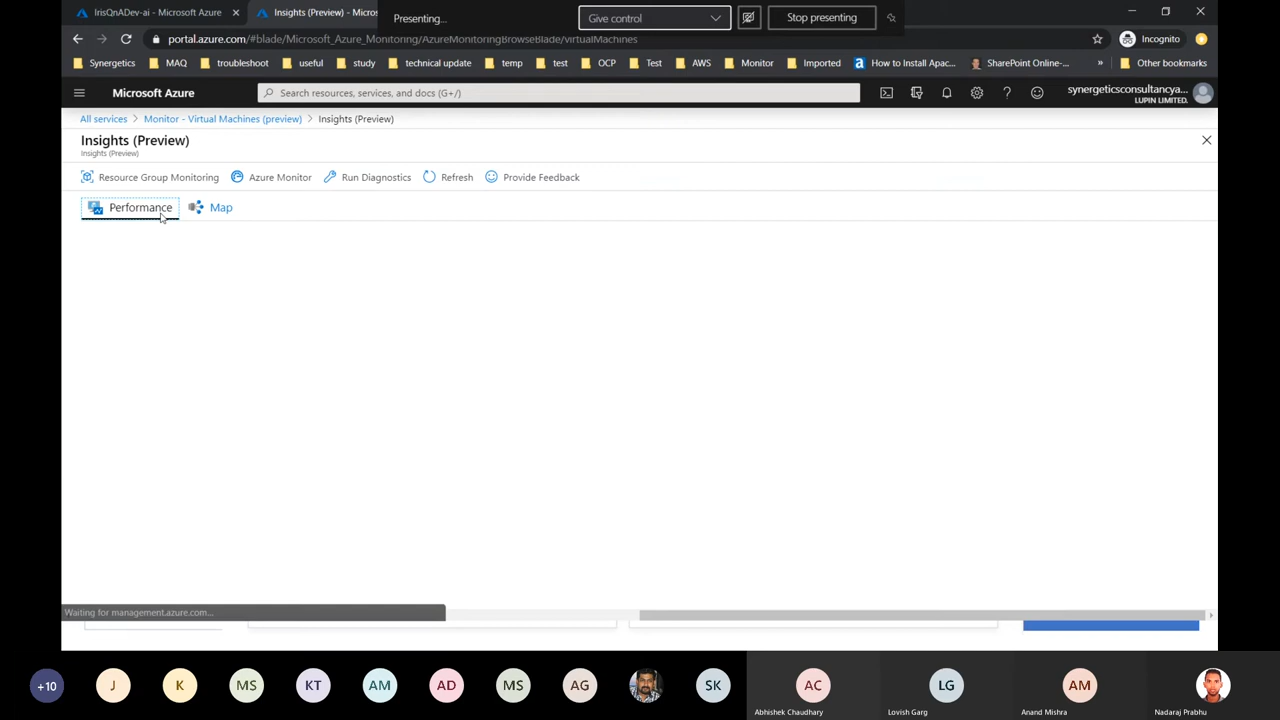 IrisQnADev-ai - Microsoft Azure
Insights (Preview) - Micros
Presenting...
Give control
Stop presenting
portal.azure.com/#blade/Microsoft_Azure_Monitoring/AzureMonitoringBrowseBlade/virtualMachines
Incognito
Synergetics
MAQ
troubleshoot
useful
study
technical update
temp
test
OCP
Test
AWS
Monitor
Imported
How to Install Apac...
SharePoint Online-...
»
Other bookmarks
Microsoft Azure
Search resources, services, and docs (G+/)
synergeticsconsultancya...
LUPIN LIMITED.
All services > Monitor - Virtual Machines (preview) > Insights (Preview)
Insights (Preview)
Insights (Preview)
Resource Group Monitoring
Azure Monitor
Run Diagnostics
Refresh
Provide Feedback
Performance
Map
Waiting for management.azure.com...
+10
J
K
MS
KT
AM
AD
MS
AG
SK
AC
LG
AM
Abhishek Chaudhary
Lovish Garg
Anand Mishra
Nadaraj Prabhu